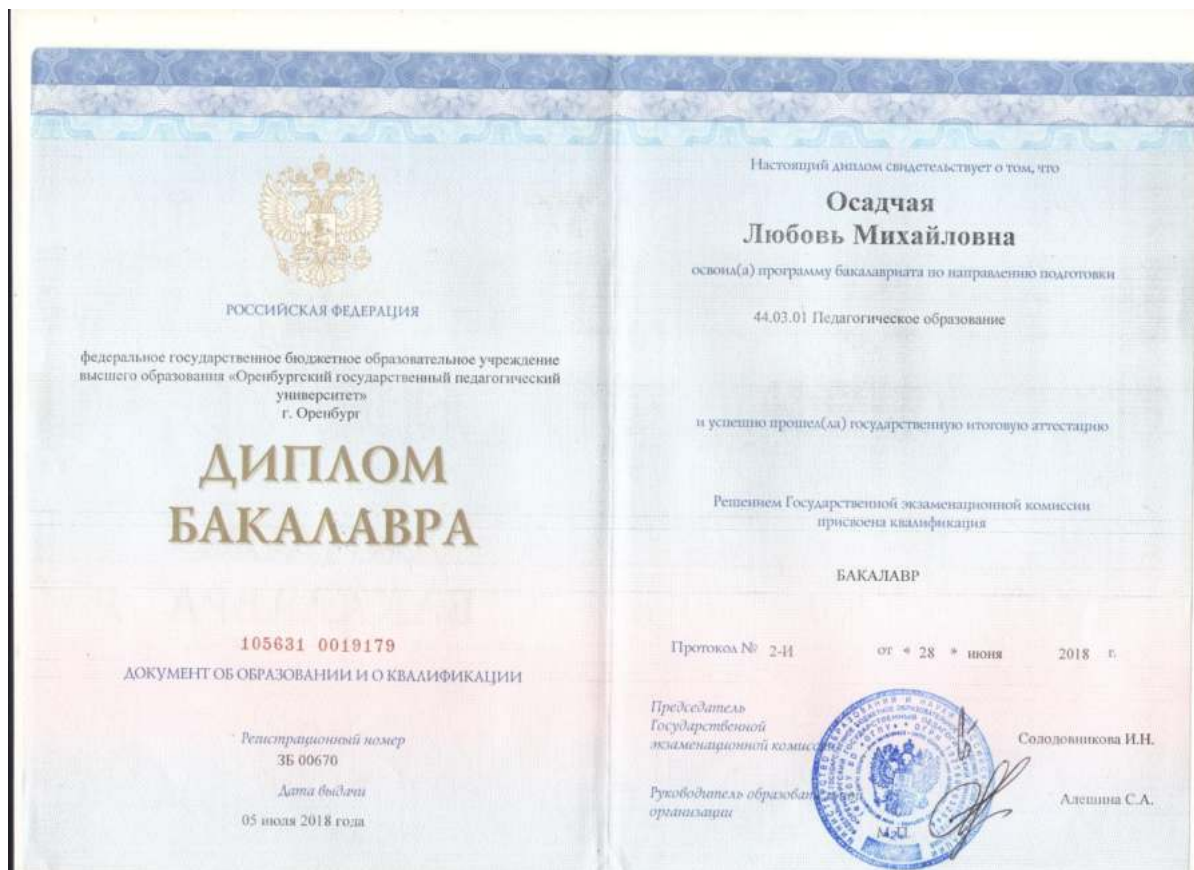 РОССИЙСКАЯ ФЕДЕРАЦИЯ
федеральное государственное бюджетное образовательное учреждение
высшего образования «Оренбургский государственный педагогический
университет»
г. Оренбург
ДИПЛОМ
БАКАЛАВРА
105631 0019179
ДОКУМЕНТ ОБ ОБРАЗОВАНИИ И О КВАЛИФИКАЦИИ
Регистрационный номер
ЗБ 00670
Дата выдачи
05 июля 2018 года
Настоящий диплом свидетельствует о том, что
Осадчая
Любовь Михайловна
освоил(а) программу бакалавриата по направлению подготовки
44.03.01 Педагогическое образование
и успешно прошел(ла) государственную итоговую аттестацию
Решением Государственной экзаменационной комиссии
присвоена квалификация
БАКАЛАВР
Протокол № 2-И от « 28 » июня 2018 г.
Председатель
Государственной
экзаменационной комисс
Солодовникова И.Н.
Руководитель образоват
организации
Алешина С.А.
М.П.